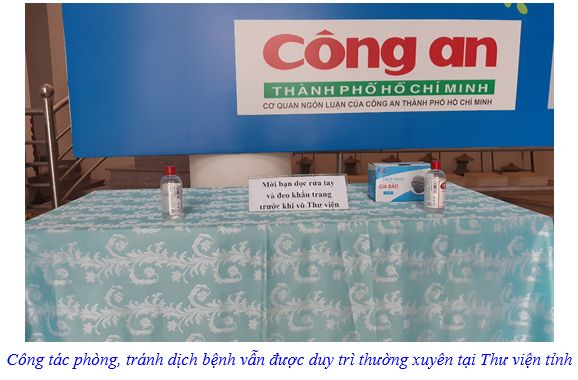 Công an
THÀNH PHỐ HỒ CHÍ MINH
CƠ QUAN NGÔN LUẬN CỦA CÔNG AN THÀNH PHỐ HỒ CHÍ MINH
Mời bạn đọc rửa tay
và đeo khẩu trang
trước khi vô Thư viện
FACE MASK
GIA BẢO
Công tác phòng, tránh dịch bệnh vẫn được duy trì thường xuyên tại Thư viện tỉnh